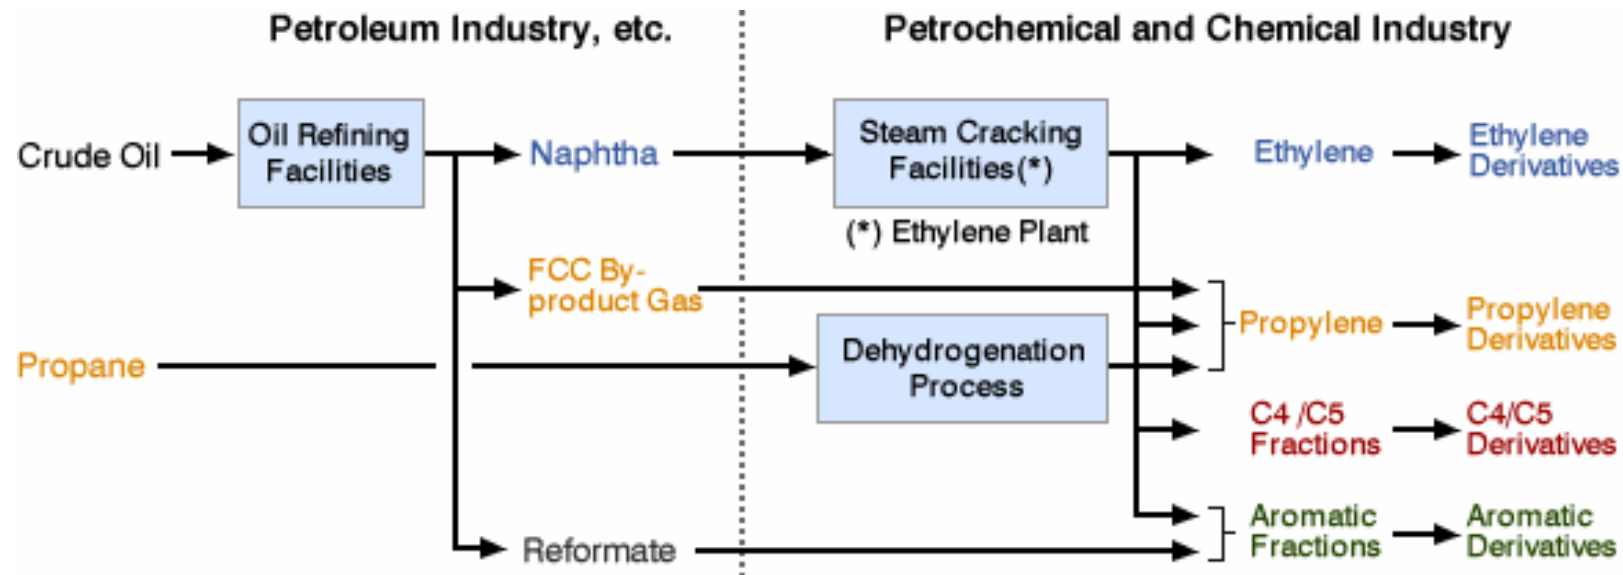 Petroleum Industry, etc.
Petrochemical and Chemical Industry
Crude Oil
Oil Refining
Facilities
Naphtha
Steam Cracking
Facilities(*)
(*) Ethylene Plant
Ethylene
Ethylene
Derivatives
FCC By-
product Gas
Propylene
Propylene
Derivatives
Propane
Dehydrogenation
Process
C4 /C5
Fractions
C4/C5
Derivatives
Reformate
Aromatic
Fractions
Aromatic
Derivatives